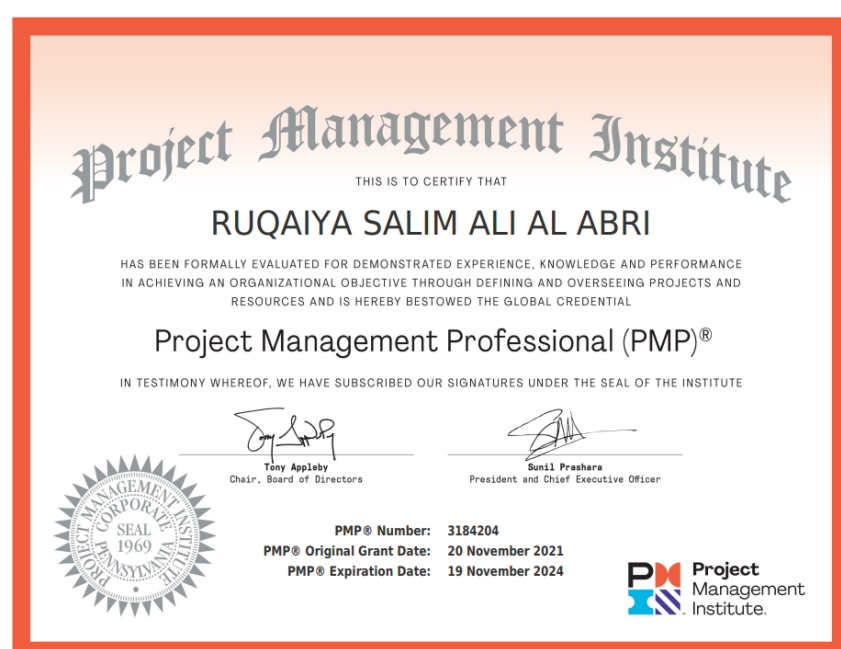 Project Management Institute
THIS IS TO CERTIFY THAT
RUQAIYA SALIM ALI AL ABRI
HAS BEEN FORMALLY EVALUATED FOR DEMONSTRATED EXPERIENCE, KNOWLEDGE AND PERFORMANCE
IN ACHIEVING AN ORGANIZATIONAL OBJECTIVE THROUGH DEFINING AND OVERSEEING PROJECTS AND
RESOURCES AND IS HEREBY BESTOWED THE GLOBAL CREDENTIAL
Project Management Professional (PMP)®
IN TESTIMONY WHEREOF, WE HAVE SUBSCRIBED OUR SIGNATURES UNDER THE SEAL OF THE INSTITUTE
Tony Appleby
Chair, Board of Directors
Sunil Prashara
President and Chief Executive Officer
PROJECT MANAGEMENT INSTITUTE
CORPORATE
SEAL
1969
PENNSYLVANIA
PMP® Number: 3184204
PMP® Original Grant Date: 20 November 2021
PMP® Expiration Date: 19 November 2024
Project
Management
Institute.